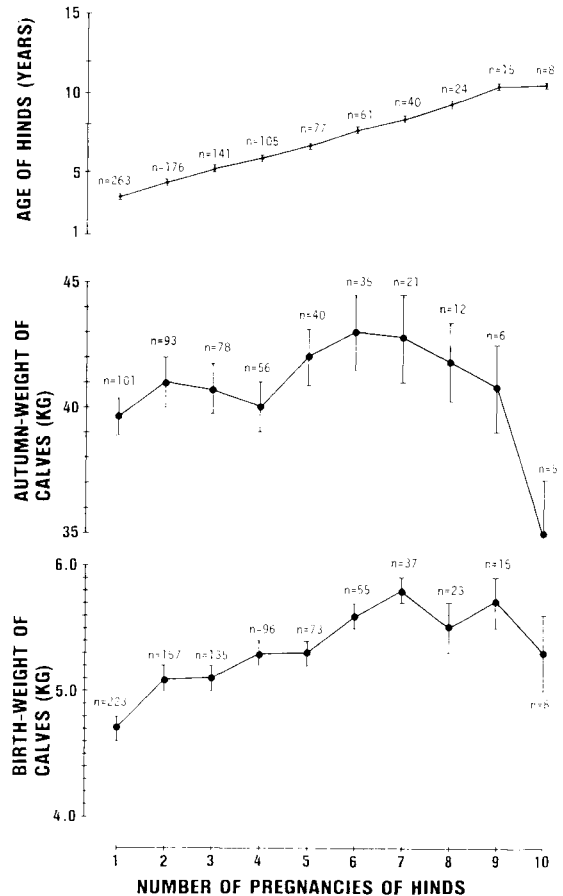 15
10
5
1
AGE OF HINDS (YEARS)
n=263
n=176
n=141
n=105
n=77
n=61
n=40
n=24
n=15
n=8
45
40
35
AUTUMN-WEIGHT OF
CALVES (KG)
n=101
n=93
n=78
n=56
n=40
n=35
n=21
n=12
n=6
6.0
5.0
4.0
BIRTH-WEIGHT OF
CALVES (KG)
n=223
n=157
n=135
n=96
n=73
n=55
n=37
n=23
n=15
1 2 3 4 5 6 7 8 9 10
NUMBER OF PREGNANCIES OF HINDS